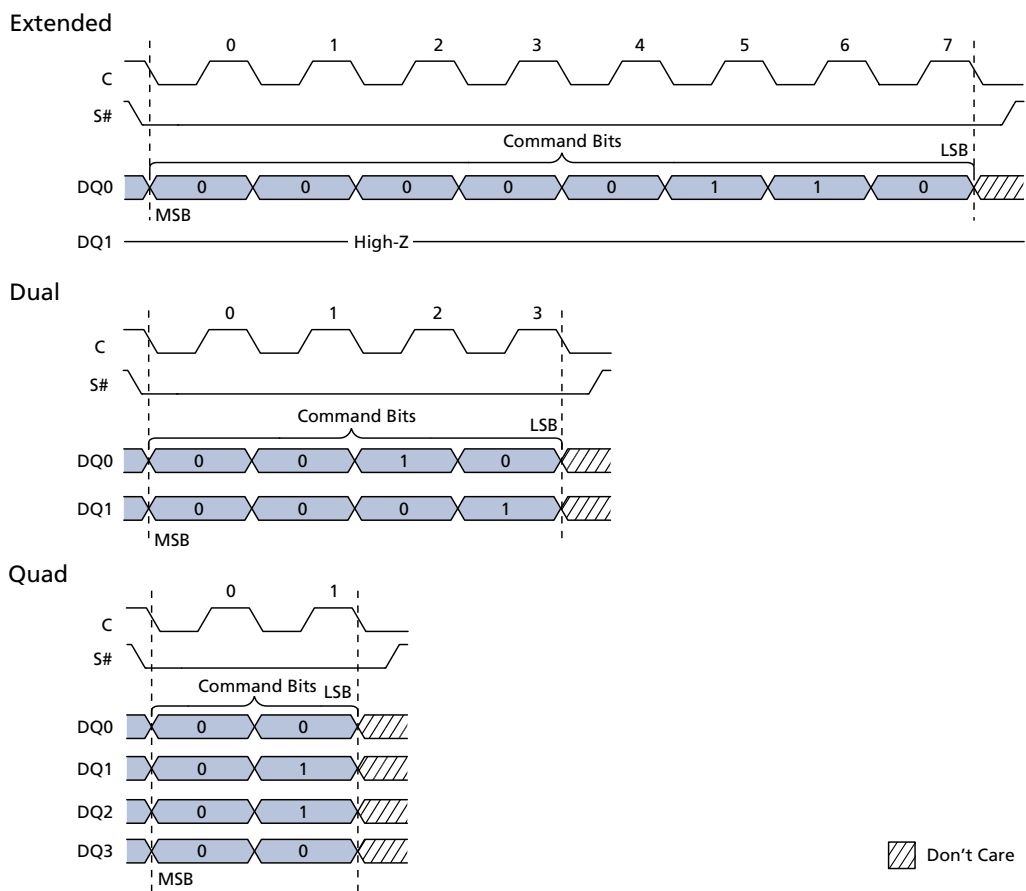 Extended
0 1 2 3 4 5 6 7
C
S#
Command Bits LSB
DQ0 0 0 0 0 0 1 1 0
MSB
DQ1 High-Z
Dual
0 1 2 3
C
S#
Command Bits LSB
DQ0 0 0 1 0
DQ1 0 0 0 1
MSB
Quad
0 1
C
S#
Command Bits LSB
DQ0 0 0
DQ1 0 1
DQ2 0 1
DQ3 0 0
Don't Care
MSB